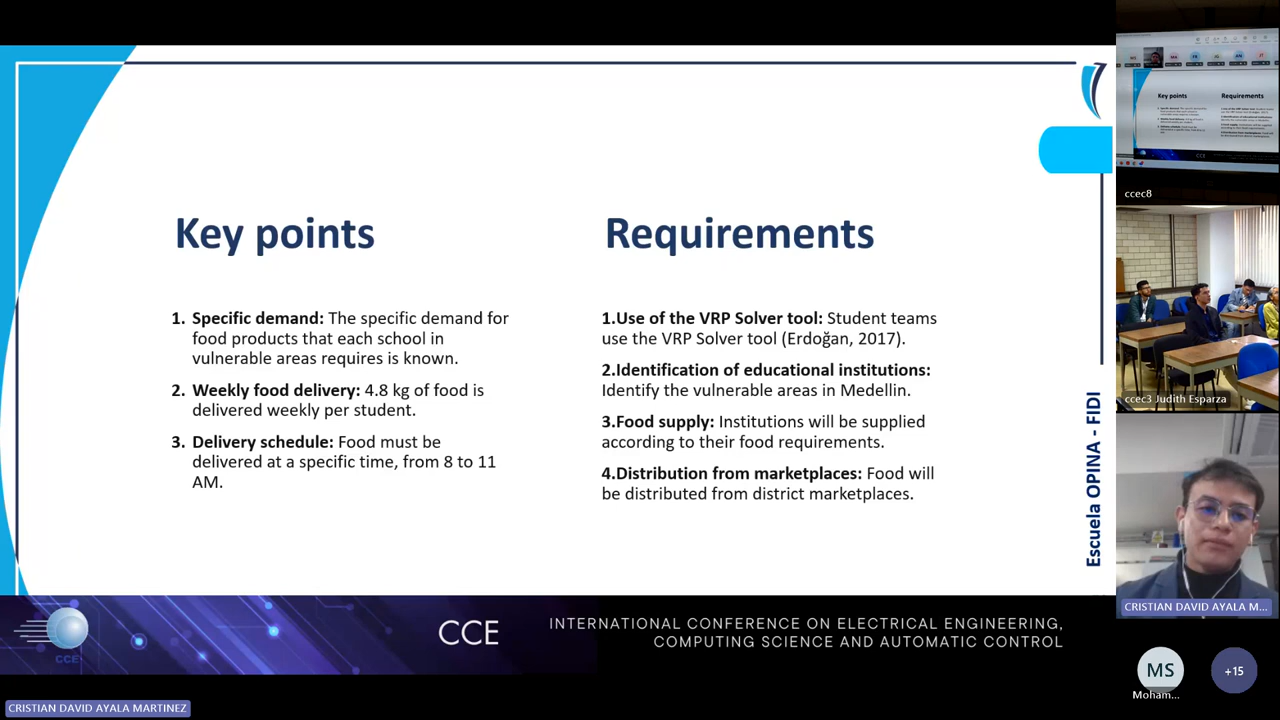 Key points
1. Specific demand: The specific demand for
food products that each school in
vulnerable areas requires is known.
2. Weekly food delivery: 4.8 kg of food is
delivered weekly per student.
3. Delivery schedule: Food must be
delivered at a specific time, from 8 to 11
AM.
Requirements
1.Use of the VRP Solver tool: Student teams
use the VRP Solver tool (Erdoğan, 2017).
2.Identification of educational institutions:
Identify the vulnerable areas in Medellin.
3.Food supply: Institutions will be supplied
according to their food requirements.
4.Distribution from marketplaces: Food will
be distributed from district marketplaces.
Escuela OPINA - FIDI
CCE
CCE
INTERNATIONAL CONFERENCE ON ELECTRICAL ENGINEERING,
COMPUTING SCIENCE AND AUTOMATIC CONTROL
CRISTIAN DAVID AYALA MARTINEZ
Key points
Requirements
CCE
ccec8
ccec3 Judith Esparza
CRISTIAN DAVID AYALA M...
MS
Moham...
+15